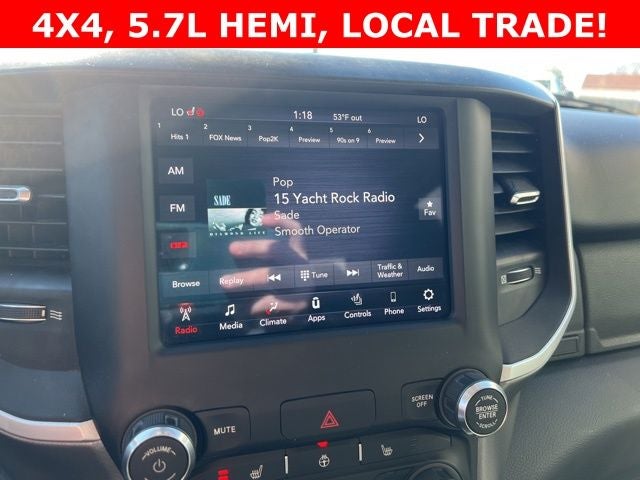 4X4, 5.7L HEMI, LOCAL TRADE!
LO 1:18 53°F out LO
1 Hits 1 2 FOX News 3 Pop2K 4 Preview 5 90s on 9 6 Preview
AM
FM
Pop
15 Yacht Rock Radio
Sade
Smooth Operator
SADE
DIAMOND LIFE
Fav
Browse Replay Tune Traffic & Weather Audio
Radio Media Climate Apps Controls Phone Settings
MUTE
SCREEN OFF
VOLUME
TUNE
BROWSE
ENTER
SCROLL